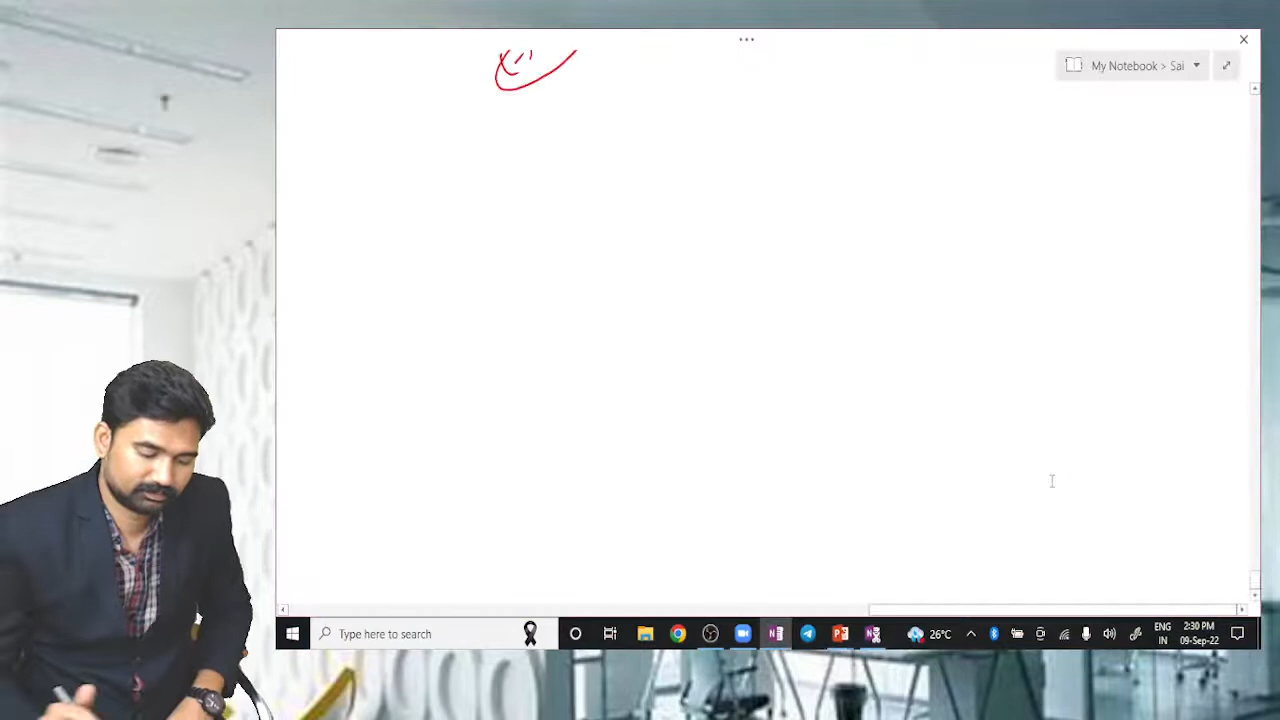 My Notebook > Sai
Type here to search
26°C
ENG
IN
2:30 PM
09-Sep-22